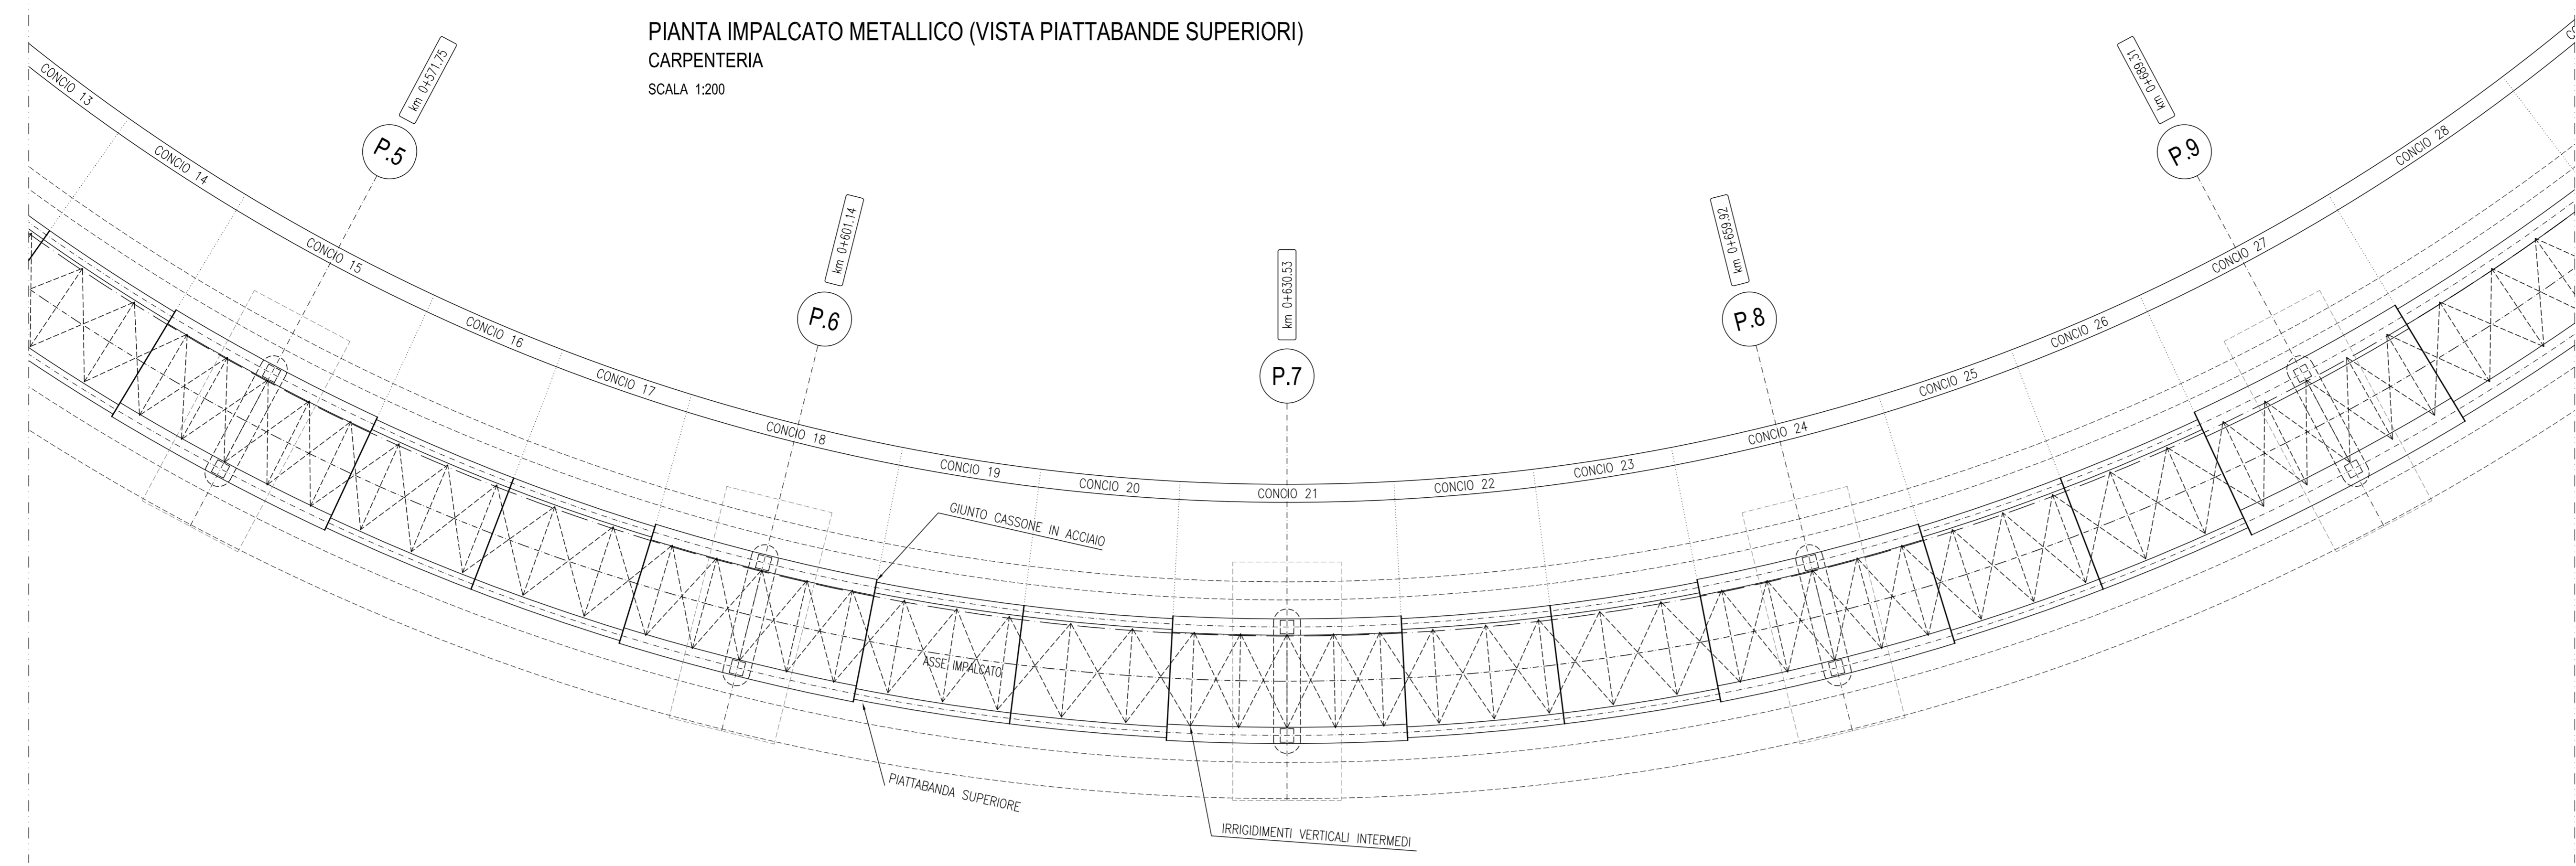 PIANTA IMPALCATO METALLICO (VISTA PIATTABANDE SUPERIORI)
CARPENTERIA
SCALA 1:200
km 0+571.75
P.5
km 0+601.14
P.6
km 0+630.53
P.7
km 0+659.92
P.8
km 0+689.31
P.9
CONCIO 13
CONCIO 14
CONCIO 15
CONCIO 16
CONCIO 17
CONCIO 18
CONCIO 19
CONCIO 20
CONCIO 21
CONCIO 22
CONCIO 23
CONCIO 24
CONCIO 25
CONCIO 26
CONCIO 27
CONCIO 28
GIUNTO CASSONE IN ACCIAIO
ASSE IMPALCATO
PIATTABANDA SUPERIORE
IRRIGIDIMENTI VERTICALI INTERMEDI